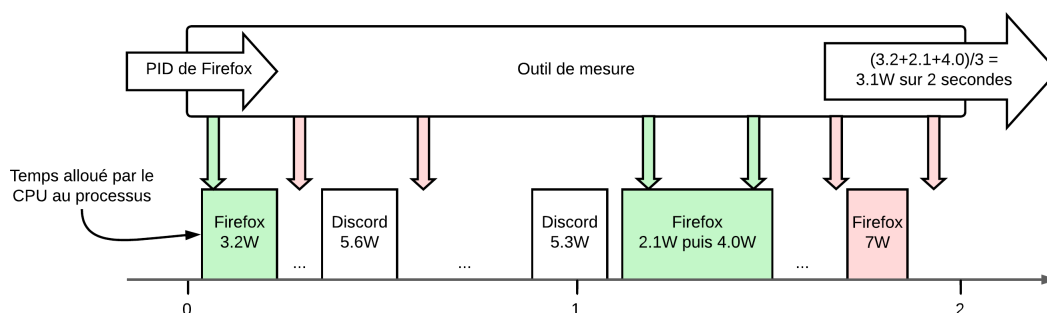 PID de Firefox
Outil de mesure
(3.2+2.1+4.0)/3 =
3.1W sur 2 secondes
Temps alloué par le
CPU au processus
Firefox
3.2W
...
Discord
5.6W
...
Discord
5.3W
Firefox
2.1W puis 4.0W
...
Firefox
7W
0
1
2